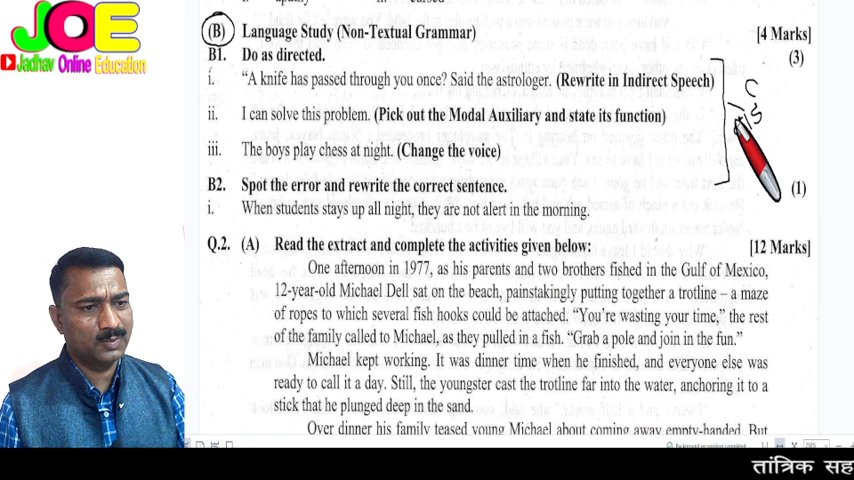 JOE
Jadhav Online Education
(B) Language Study (Non-Textual Grammar) [4 Marks]
B1. Do as directed. (3)
i. “A knife has passed through you once? Said the astrologer. (Rewrite in Indirect Speech)
ii. I can solve this problem. (Pick out the Modal Auxiliary and state its function)
iii. The boys play chess at night. (Change the voice)
B2. Spot the error and rewrite the correct sentence. (1)
i. When students stays up all night, they are not alert in the morning.
Q.2. (A) Read the extract and complete the activities given below: [12 Marks]
One afternoon in 1977, as his parents and two brothers fished in the Gulf of Mexico,
12-year-old Michael Dell sat on the beach, painstakingly putting together a trotline – a maze
of ropes to which several fish hooks could be attached. “You're wasting your time,” the rest
of the family called to Michael, as they pulled in a fish. “Grab a pole and join in the fun.”
Michael kept working. It was dinner time when he finished, and everyone else was
ready to call it a day. Still, the youngster cast the trotline far into the water, anchoring it to a
stick that he plunged deep in the sand.
Over dinner his family teased young Michael about coming away empty-handed. But
तांत्रिक सह